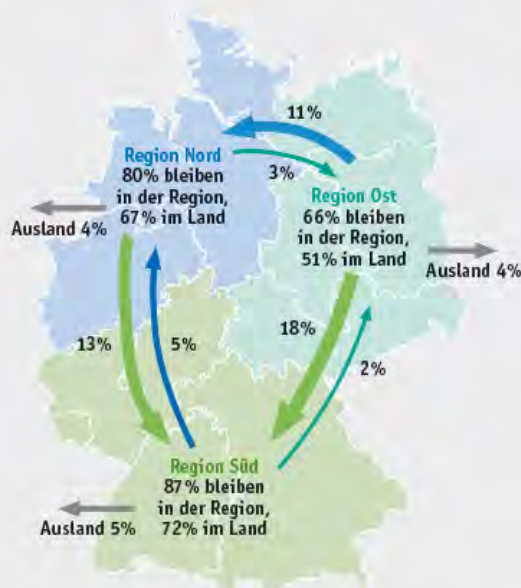 11%
Region Nord
80% bleiben
in der Region,
67% im Land
3%
Region Ost
66% bleiben
in der Region,
51% im Land
Ausland 4%
Ausland 4%
13%
5%
18%
2%
Region Süd
87% bleiben
in der Region,
72% im Land
Ausland 5%